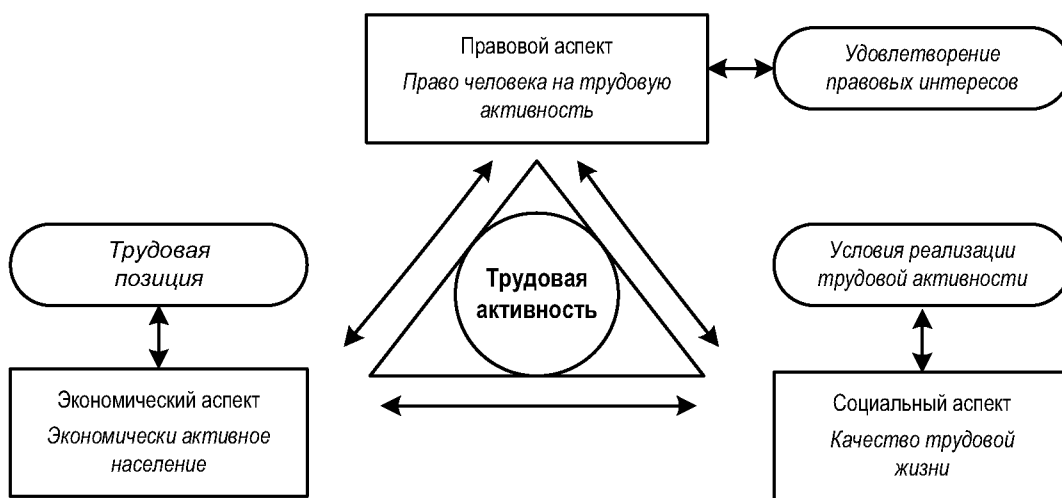 Правовой аспект
Право человека на трудовую
активность
Удовлетворение
правовых интересов
Трудовая
позиция
Трудовая
активность
Условия реализации
трудовой активности
Экономический аспект
Экономически активное
население
Социальный аспект
Качество трудовой
жизни